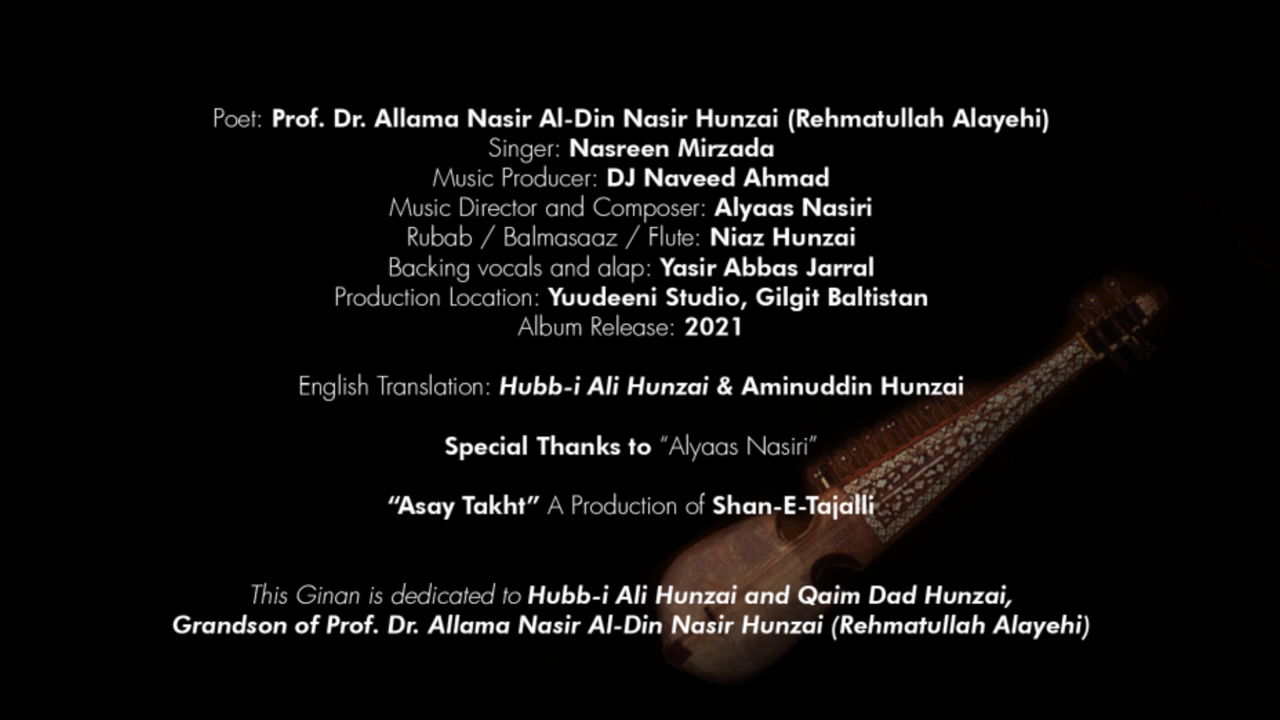 Poet: Prof. Dr. Allama Nasir Al-Din Nasir Hunzai (Rehmatullah Alayehi)
Singer: Nasreen Mirzada
Music Producer: DJ Naveed Ahmad
Music Director and Composer: Alyaas Nasiri
Rubab / Balmasaaz / Flute: Niaz Hunzai
Backing vocals and alap: Yasir Abbas Jarral
Production Location: Yuudeeni Studio, Gilgit Baltistan
Album Release: 2021
English Translation: Hubb-i Ali Hunzai & Aminuddin Hunzai
Special Thanks to “Alyaas Nasiri”
“Asay Takht” A Production of Shan-E-Tajalli
This Ginan is dedicated to Hubb-i Ali Hunzai and Qaim Dad Hunzai,
Grandson of Prof. Dr. Allama Nasir Al-Din Nasir Hunzai (Rehmatullah Alayehi)